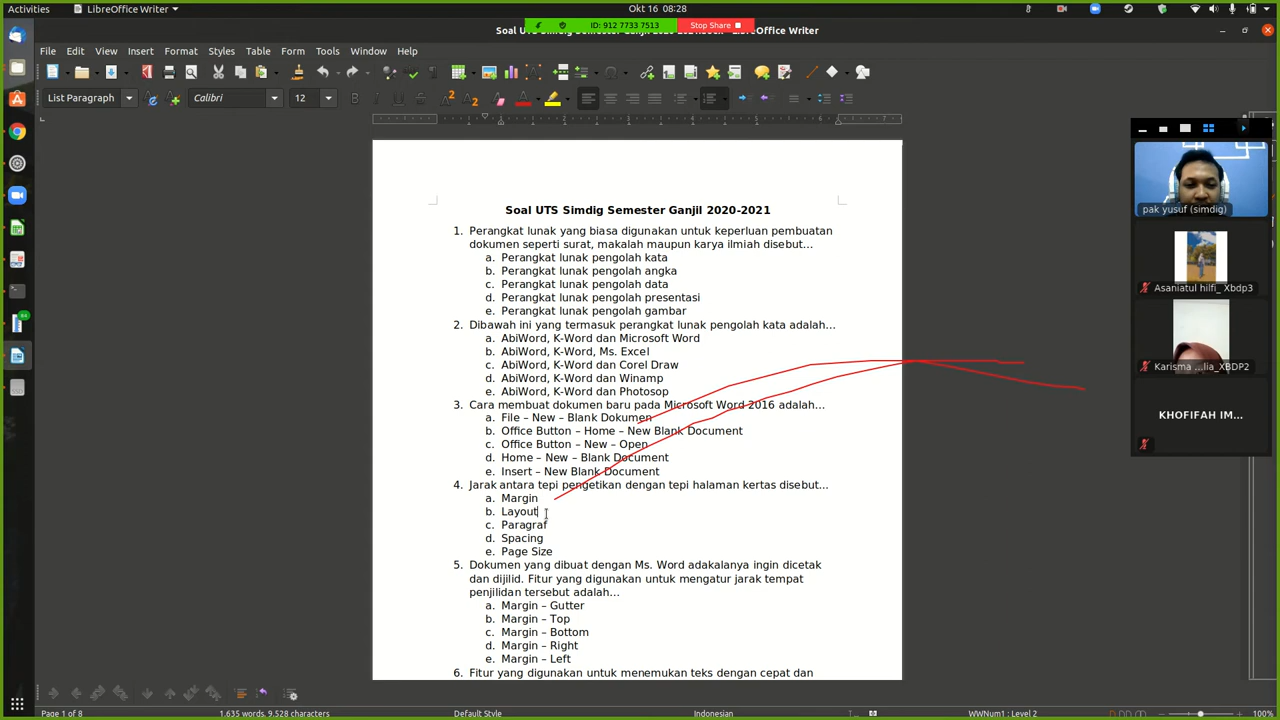 Activities
LibreOffice Writer
Okt 16 08:28
ID: 912 7733 7513
Stop Share
File Edit View Insert Format Styles Table Form Tools Window Help
List Paragraph
Calibri
12
Soal UTS Simdig Semester Ganjil 2020-2021
1. Perangkat lunak yang biasa digunakan untuk keperluan pembuatan
dokumen seperti surat, makalah maupun karya ilmiah disebut...
a. Perangkat lunak pengolah kata
b. Perangkat lunak pengolah angka
c. Perangkat lunak pengolah data
d. Perangkat lunak pengolah presentasi
e. Perangkat lunak pengolah gambar
2. Dibawah ini yang termasuk perangkat lunak pengolah kata adalah...
a. AbiWord, K-Word dan Microsoft Word
b. AbiWord, K-Word, Ms. Excel
c. AbiWord, K-Word dan Corel Draw
d. AbiWord, K-Word dan Winamp
e. AbiWord, K-Word dan Photosop
3. Cara membuat dokumen baru pada Microsoft Word 2016 adalah...
a. File – New – Blank Dokumen
b. Office Button – Home – New Blank Document
c. Office Button – New – Open
d. Home – New – Blank Document
e. Insert – New Blank Document
4. Jarak antara tepi pengetikan dengan tepi halaman kertas disebut...
a. Margin
b. Layout
c. Paragraf
d. Spacing
e. Page Size
5. Dokumen yang dibuat dengan Ms. Word adakalanya ingin dicetak
dan dijilid. Fitur yang digunakan untuk mengatur jarak tempat
penjilidan tersebut adalah...
a. Margin – Gutter
b. Margin – Top
c. Margin – Bottom
d. Margin – Right
e. Margin – Left
6. Fitur yang digunakan untuk menemukan teks dengan cepat dan
pak yusuf (simdig)
Asaniatul hilfi_ Xbdp3
Karisma ...lia_XBDP2
KHOFIFAH IM...
Page 1 of 8
1.635 words, 9.528 characters
Default Style
Indonesian
WWNum1 : Level 2
100%